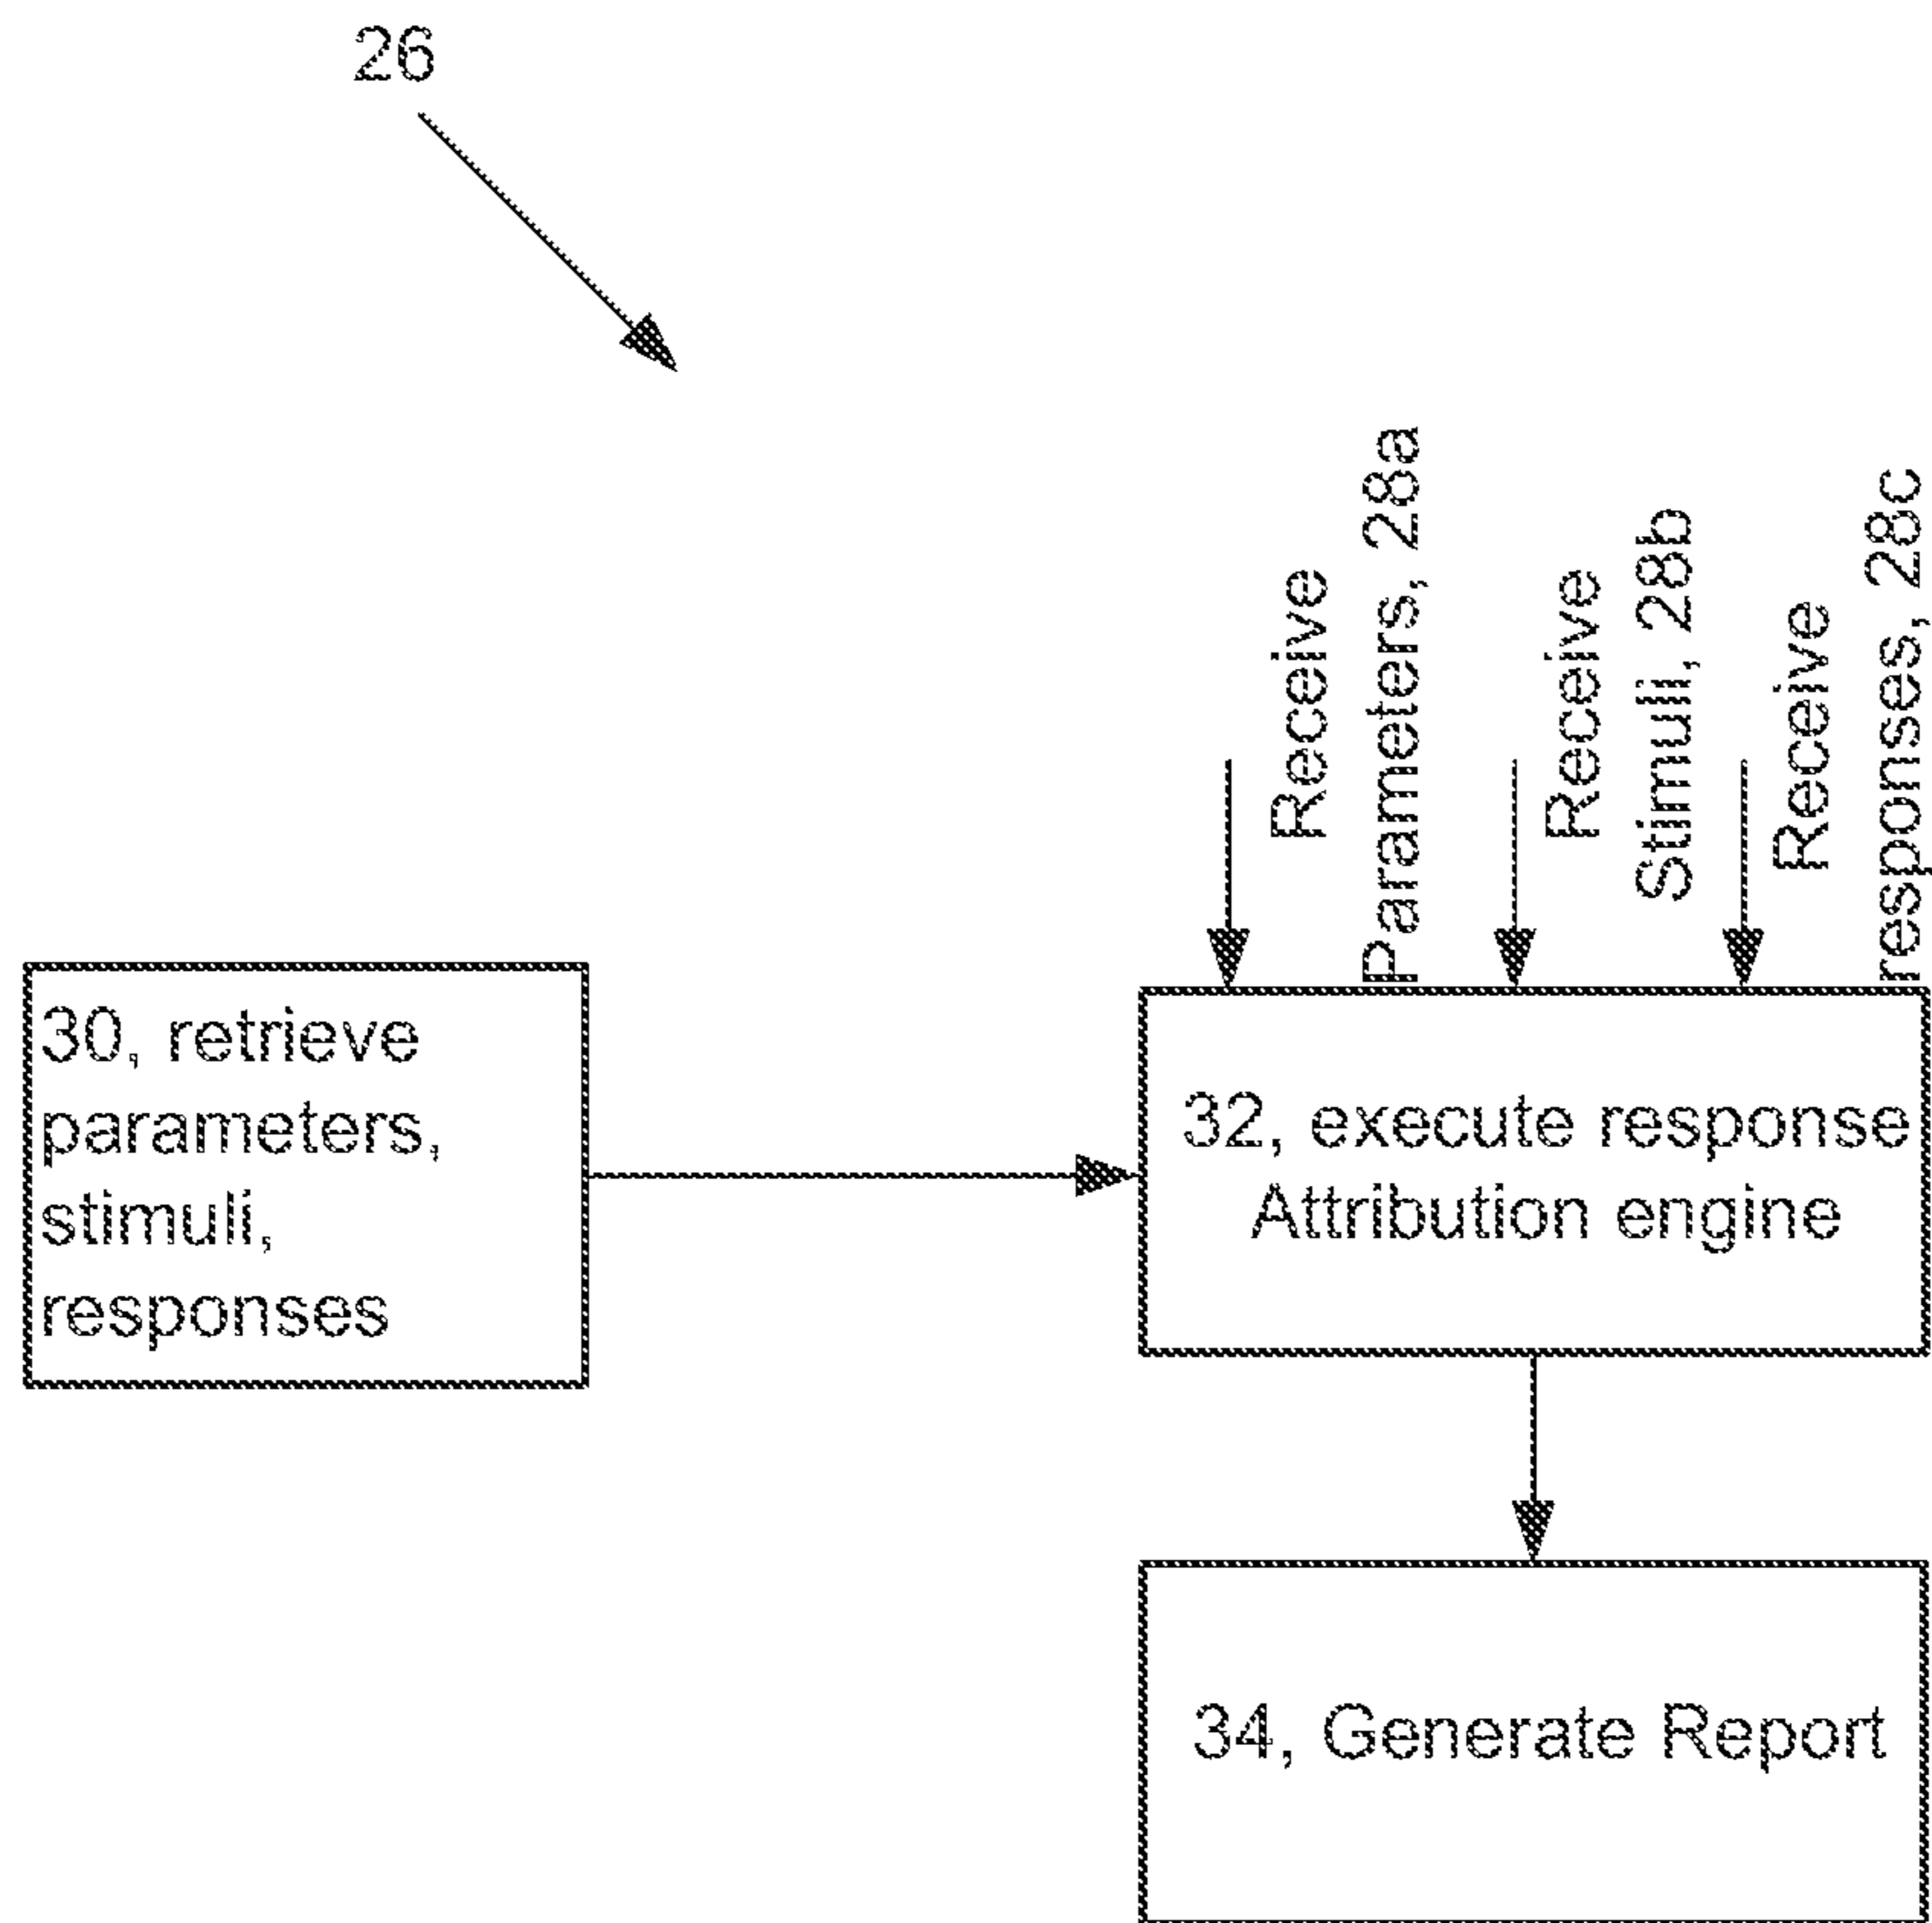 26
Receive
Parameters, 28a
Receive
Stimuli, 28b
Receive
responses, 28c
30, retrieve
parameters,
stimuli,
responses
32, execute response
Attribution engine
34, Generate Report